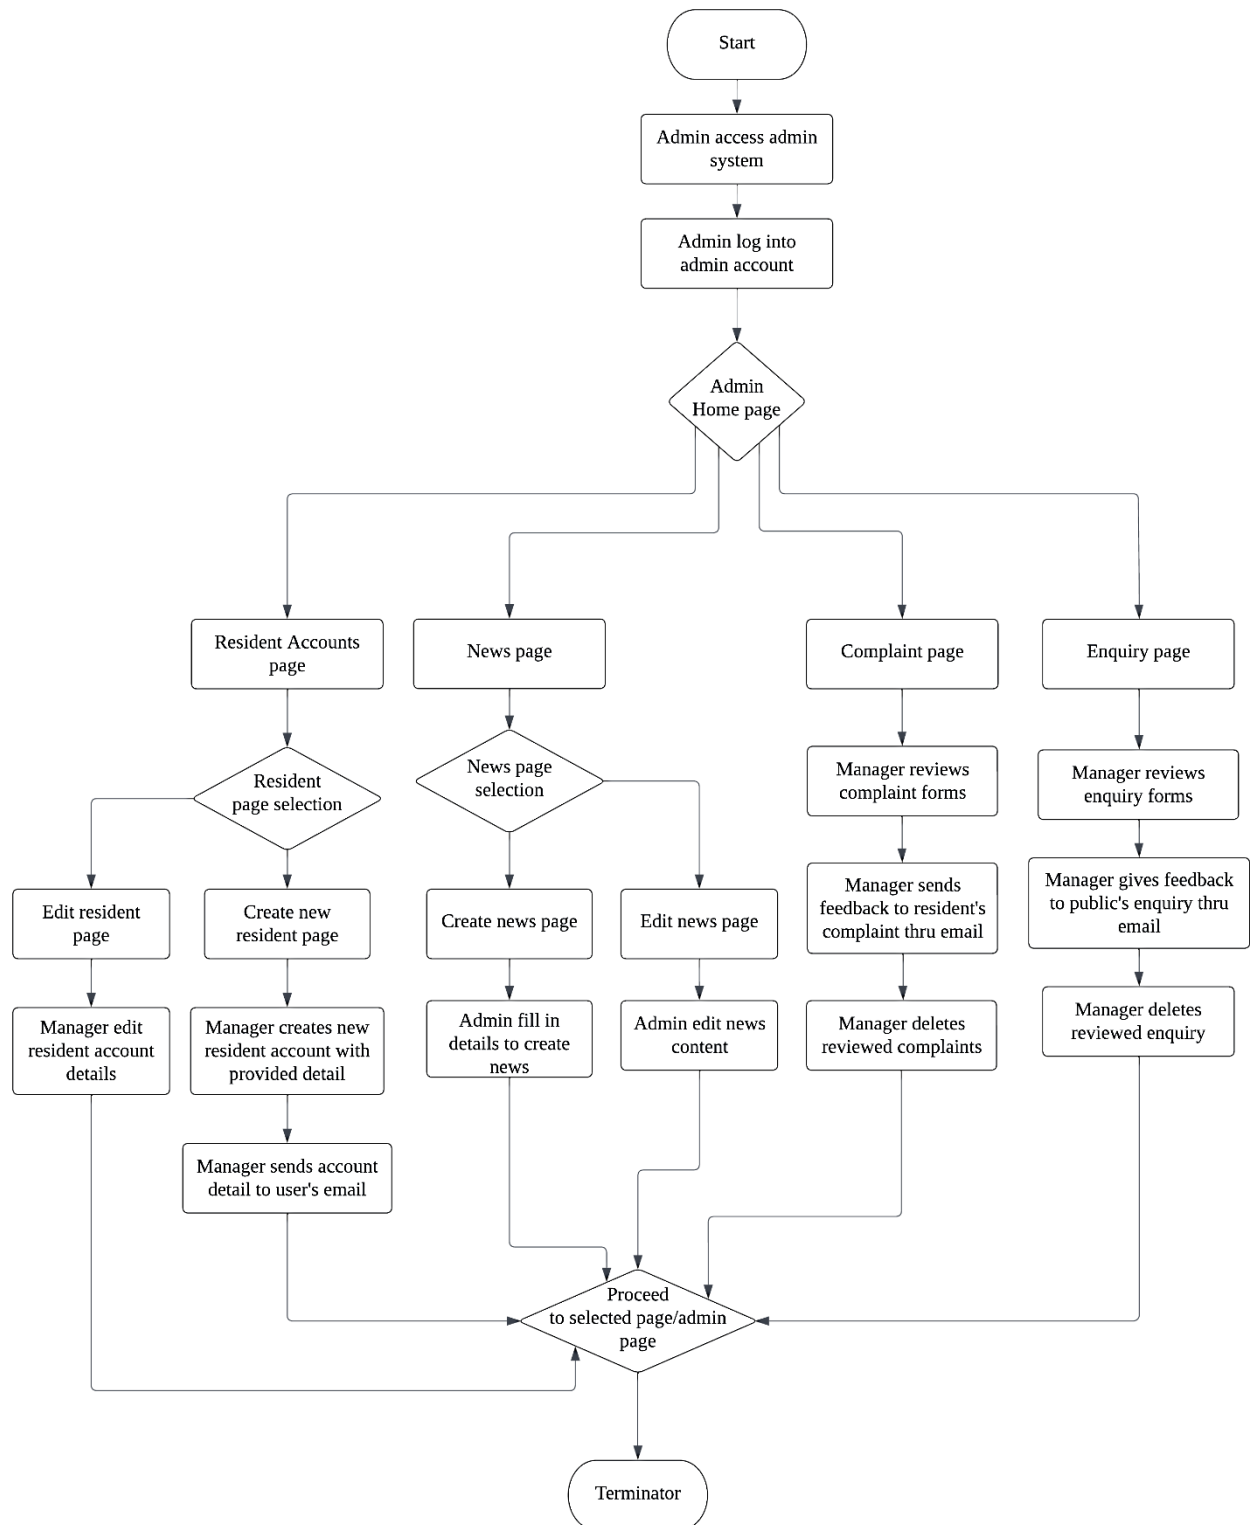 Start
Admin access admin
system
Admin log into
admin account
Admin
Home page
Resident Accounts
page
News page
Complaint page
Enquiry page
Resident
page selection
News page
selection
Manager reviews
complaint forms
Manager reviews
enquiry forms
Edit resident
page
Create new
resident page
Create news page
Edit news page
Manager sends
feedback to resident's
complaint thru email
Manager gives feedback
to public's enquiry thru
email
Manager edit
resident account
details
Manager creates new
resident account with
provided detail
Admin fill in
details to create
news
Admin edit news
content
Manager deletes
reviewed complaints
Manager deletes
reviewed enquiry
Manager sends account
detail to user's email
Proceed
to selected page/admin
page
Terminator